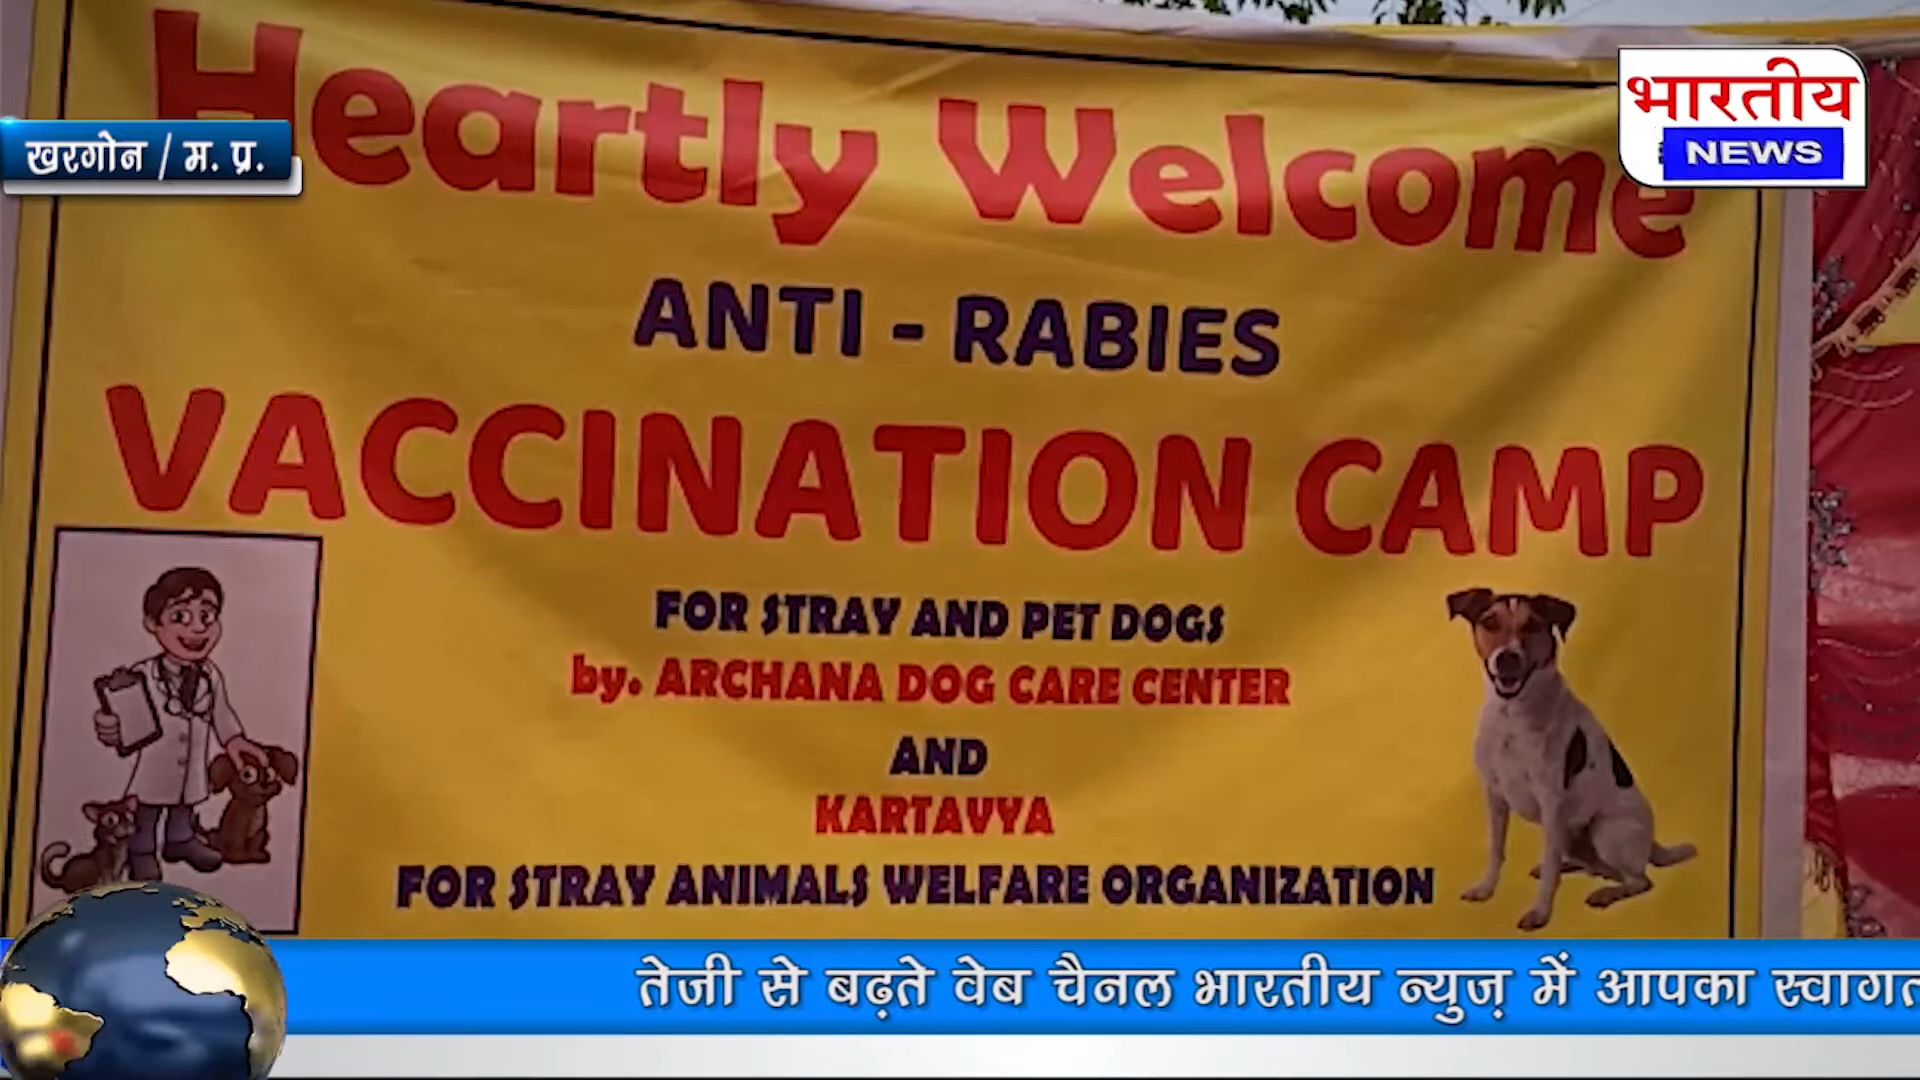 Heartly Welcome
भारतीय
NEWS
खरगोन / म. प्र.
ANTI - RABIES
VACCINATION CAMP
FOR STRAY AND PET DOGS
by. ARCHANA DOG CARE CENTER
AND
KARTAVYA
FOR STRAY ANIMALS WELFARE ORGANIZATION
तेजी से बढ़ते वेब चैनल भारतीय न्युज़ में आपका स्वागत